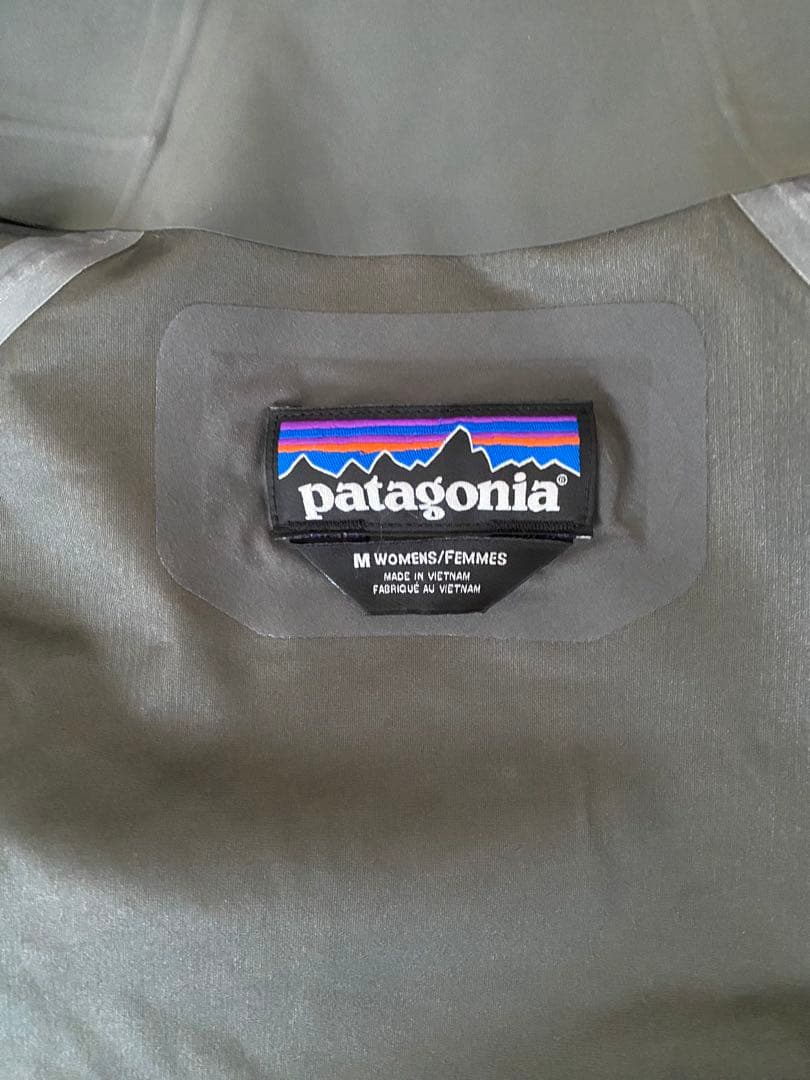 patagonia®
M WOMENS/FEMMES
MADE IN VIETNAM
FABRIQUÉ AU VIETNAM